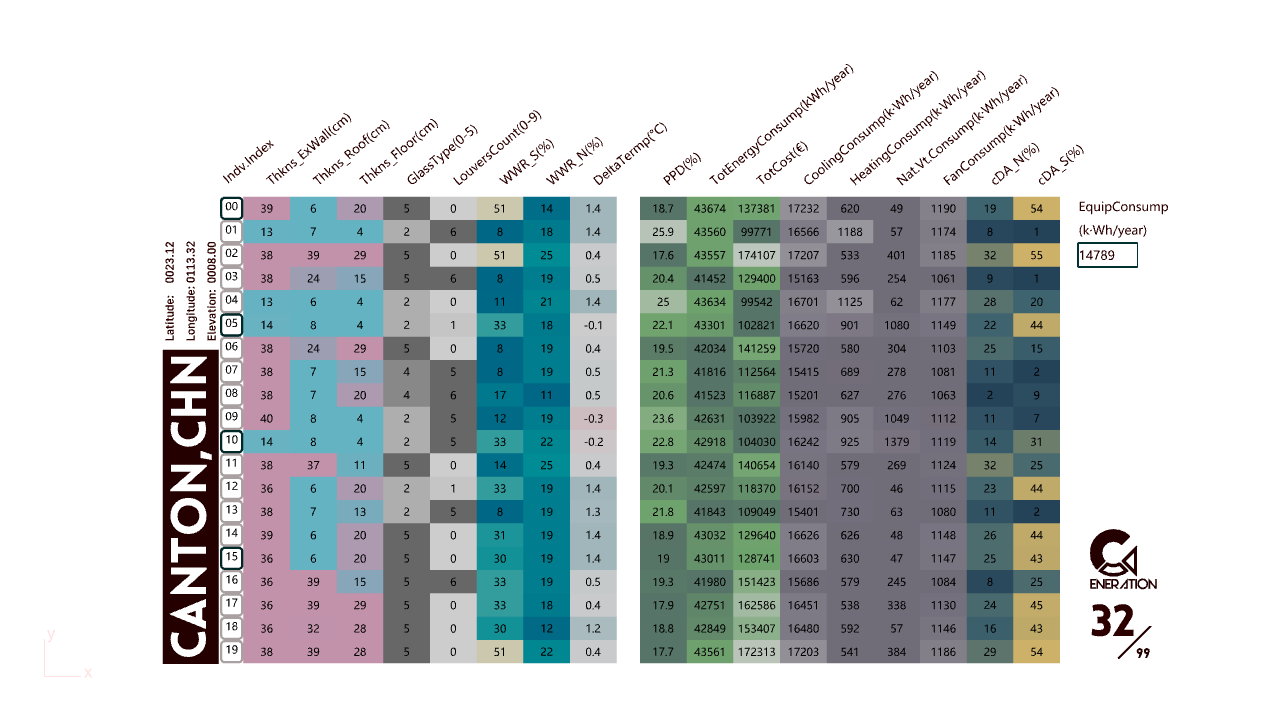 Indv.Index Thkns_ExWall(cm) Thkns_Roof(cm) Thkns_Floor(cm) GlassType(0-5) LouversCount(0-9) WWR_S(%) WWR_N(%) DeltaTermp(°C) PPD(%) TotEnergyConsump(kWh/year) TotCost(€) CoolingConsump(k·Wh/year) HeatingConsump(k·Wh/year) Nat.Vt.Consump(k·Wh/year) FanConsump(k·Wh/year) cDA_N(%) cDA_S(%)
00 39 6 20 5 0 51 14 1.4 18.7 43674 137381 17232 620 49 1190 19 54
01 13 7 4 2 6 8 18 1.4 25.9 43560 99771 16566 1188 57 1174 8 1
02 38 39 29 5 0 51 25 0.4 17.6 43557 174107 17207 533 401 1185 32 55
03 38 24 15 5 6 8 19 0.5 20.4 41452 129400 15163 596 254 1061 9 1
04 13 6 4 2 0 11 21 1.4 25 43634 99542 16701 1125 62 1177 28 20
05 14 8 4 2 1 33 18 -0.1 22.1 43301 102821 16620 901 1080 1149 22 44
06 38 24 29 5 0 8 19 0.4 19.5 42034 141259 15720 580 304 1103 25 15
07 38 7 15 4 5 8 19 0.5 21.3 41816 112564 15415 689 278 1081 11 2
08 38 7 20 4 6 17 11 0.5 20.6 41523 116887 15201 627 276 1063 2 9
09 40 8 4 2 5 12 19 -0.3 23.6 42631 103922 15982 905 1049 1112 11 7
10 14 8 4 2 5 33 22 -0.2 22.8 42918 104030 16242 925 1379 1119 14 31
11 38 37 11 5 0 14 25 0.4 19.3 42474 140654 16140 579 269 1124 32 25
12 36 6 20 2 1 33 19 1.4 20.1 42597 118370 16152 700 46 1115 23 44
13 38 7 13 2 5 8 19 1.3 21.8 41843 109049 15401 730 63 1080 11 2
14 39 6 20 5 0 31 19 1.4 18.9 43032 129640 16626 626 48 1148 26 44
15 36 6 20 5 0 30 19 1.4 19 43011 128741 16603 630 47 1147 25 43
16 36 39 15 5 6 33 19 0.5 19.3 41980 151423 15686 579 245 1084 8 25
17 36 39 29 5 0 33 18 0.4 17.9 42751 162586 16451 538 338 1130 24 45
18 36 32 28 5 0 30 12 1.2 18.8 42849 153407 16480 592 57 1146 16 43
19 38 39 28 5 0 51 22 0.4 17.7 43561 172313 17203 541 384 1186 29 54
Latitude: 0023.12
Longitude: 0113.32
Elevation: 0008.00
CANTON,CHN
EquipConsump
(k·Wh/year)
14789
ENERATION
32/99
y
x